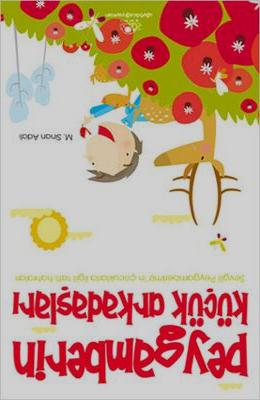 peygamberin
küçük arkadaşları
Sevgili Peygamberimiz'in çocuklarla ilgili tatlı hatıraları
M. Sinan Adalı